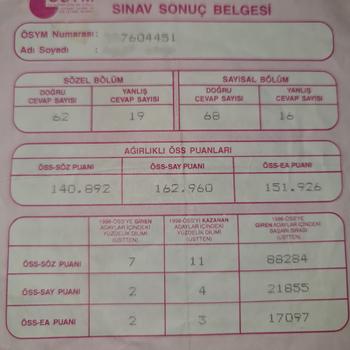 ÖSYM
SINAV SONUÇ BELGESİ
ÖSYM Numarası: 7604451
Adı Soyadı :
SÖZEL BÖLÜM SAYISAL BÖLÜM
DOĞRU CEVAP SAYISI YANLIŞ CEVAP SAYISI DOĞRU CEVAP SAYISI YANLIŞ CEVAP SAYISI
62 19 68 16
AĞIRLIKLI ÖSS PUANLARI
ÖSS-SÖZ PUANI ÖSS-SAY PUANI ÖSS-EA PUANI
140.892 162.960 151.926
1998-ÖSS'YE GİREN ADAYLAR İÇİNDEKİ YÜZDELİK DİLİMİ (ÜSTTEN) 1998-ÖSS'Yİ KAZANAN ADAYLAR İÇİNDEKİ YÜZDELİK DİLİMİ (ÜSTTEN) 1998-ÖSS'YE GİREN ADAYLAR İÇİNDEKİ BAŞARI SIRASI (ÜSTTEN)
ÖSS-SÖZ PUANI 7 11 88284
ÖSS-SAY PUANI 2 4 21855
ÖSS-EA PUANI 2 3 17097